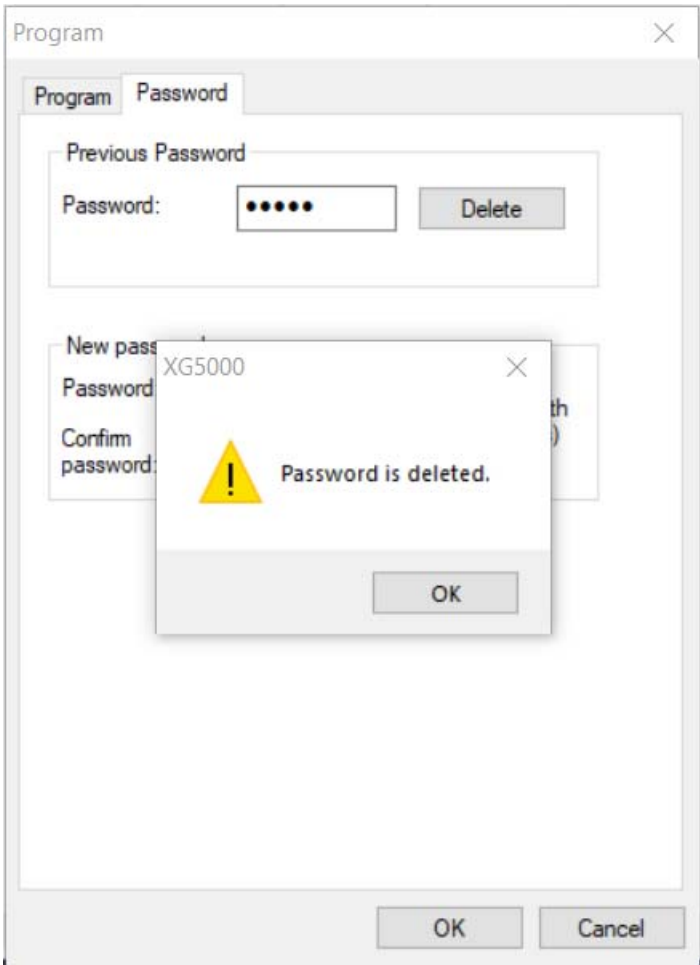 Program
Program Password
Previous Password
Password: ••••• Delete
New
Password
th
Confirm
)
password:
XG5000
Password is deleted.
OK
OK Cancel